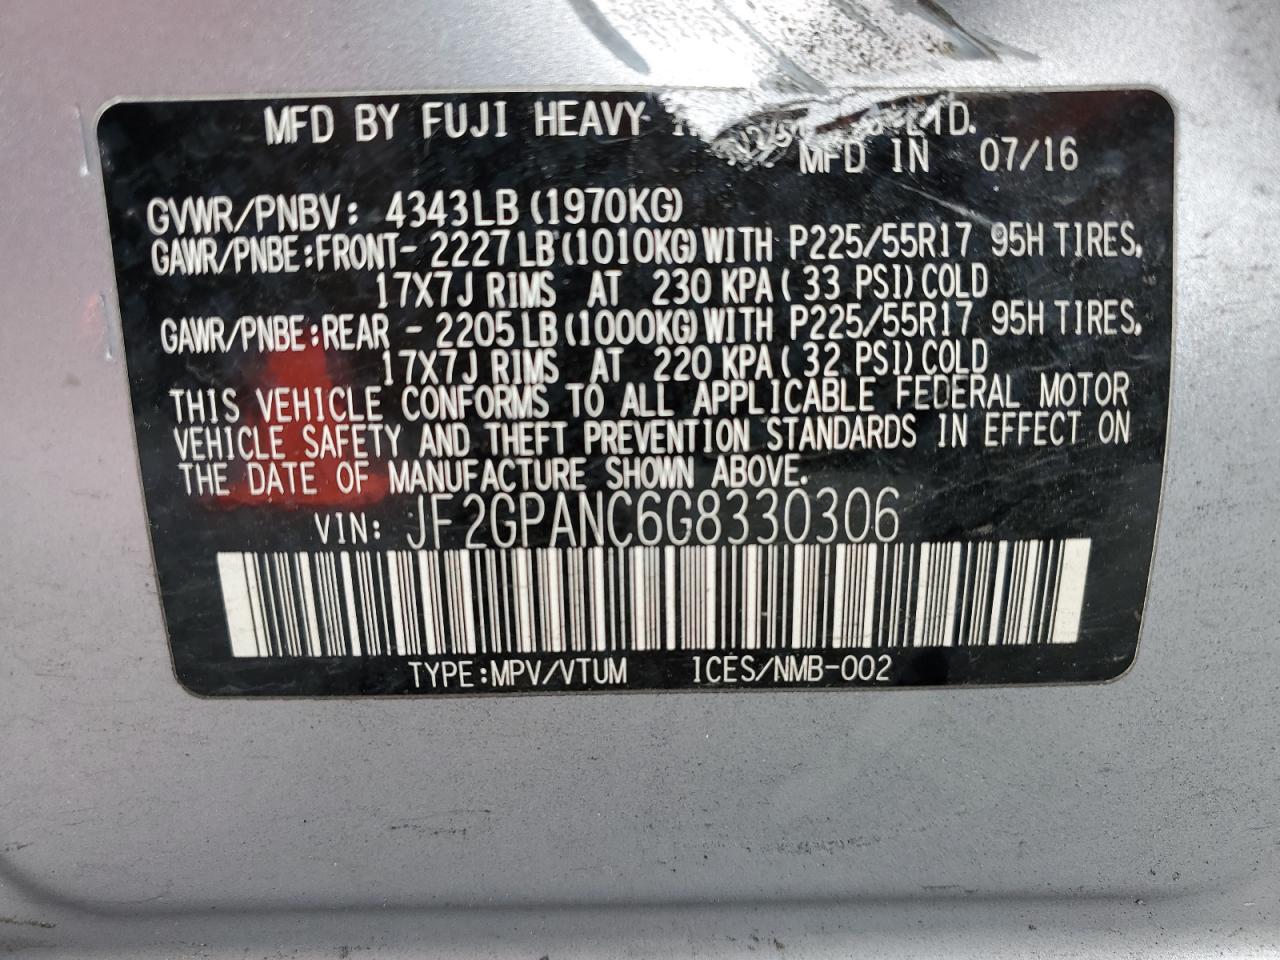 MFD BY FUJI HEAVY LTD.
MFD IN 07/16
GVWR/PNBV: 4343LB (1970KG)
GAWR/PNBE:FRONT- 2227LB(1010KG)WITH P225/55R17 95H TIRES,
17X7J RIMS AT 230 KPA(33 PSI)COLD
GAWR/PNBE:REAR - 2205LB(1000KG)WITH P225/55R17 95H TIRES,
17X7J RIMS AT 220 KPA(32 PSI)COLD
THIS VEHICLE CONFORMS TO ALL APPLICABLE FEDERAL MOTOR
VEHICLE SAFETY AND THEFT PREVENTION STANDARDS IN EFFECT ON
THE DATE OF MANUFACTURE SHOWN ABOVE.
VIN: JF2GPANC6G8330306
TYPE:MPV/VTUM ICES/NMB-002